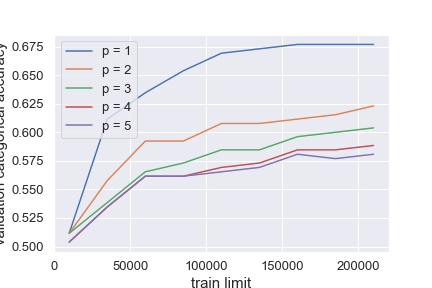 validation categorical accuracy
0.675
0.650
0.625
0.600
0.575
0.550
0.525
0.500
p = 1
p = 2
p = 3
p = 4
p = 5
0
50000
100000
150000
200000
train limit